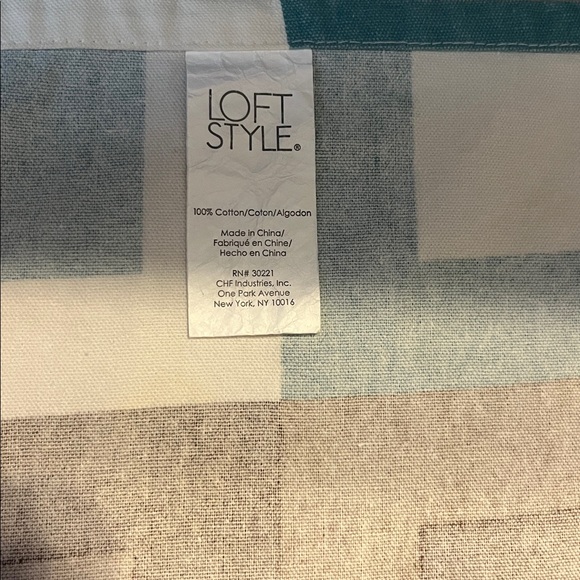 LOFT
STYLE®
100% Cotton/Coton/Algodon
Made in China/
Fabriqué en Chine/
Hecho en China
RN# 30221
CHF Industries, Inc.
One Park Avenue
New York, NY 10016